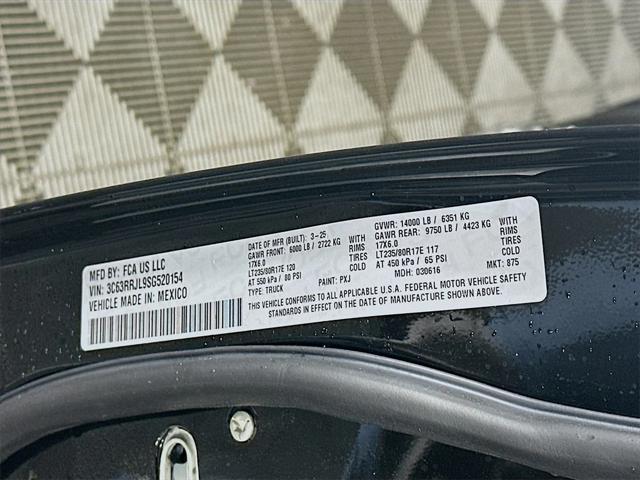 MFD BY: FCA US LLC
VIN: 3C63RRJL9SG520154
VEHICLE MADE IN: MEXICO
DATE OF MFR (BUILT): 3-25
GAWR FRONT: 6000 LB / 2722 KG WITH
17X6.0 RIMS
LT235/80R17E 120 TIRES
AT 550 kPa / 80 PSI COLD
TYPE: TRUCK PXJ
GVWR: 14000 LB / 6351 KG
GAWR REAR: 9750 LB / 4423 KG WITH
17X6.0 RIMS
LT235/80R17E 117 TIRES
AT 450 kPa / 65 PSI COLD
MDH: 030616 MKT: 875
THIS VEHICLE CONFORMS TO ALL APPLICABLE U.S.A. FEDERAL MOTOR VEHICLE SAFETY
STANDARDS IN EFFECT ON THE DATE OF MANUFACTURE SHOWN ABOVE.